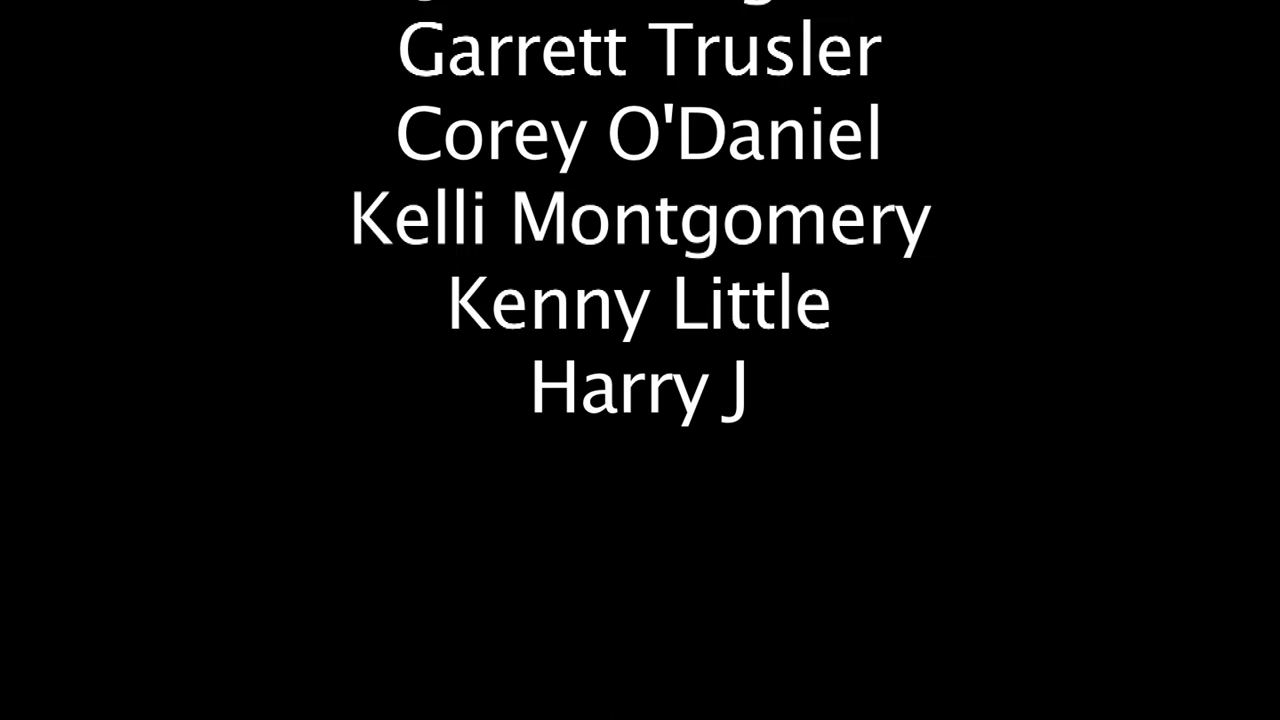 Garrett Trusler
Corey O'Daniel
Kelli Montgomery
Kenny Little
Harry J